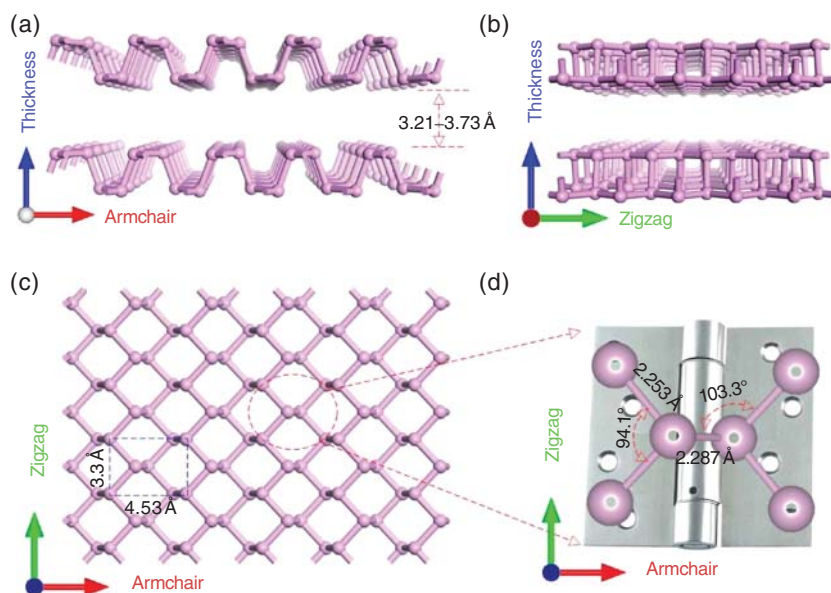 (a)
Thickness
Armchair
3.21–3.73 Å
(b)
Thickness
Zigzag
(c)
Zigzag
3.3 Å
4.53 Å
Armchair
(d)
Zigzag
2.253 Å
103.3°
94.1°
2.287 Å
Armchair